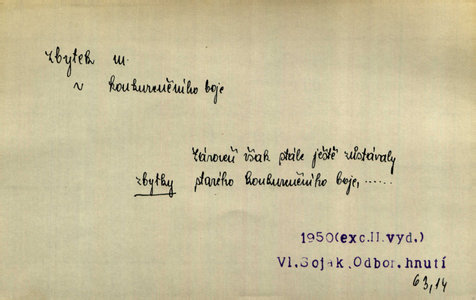 zbytek m.
v konkurenčního boje
Zároveň však stále ještě zůstávaly
zbytky starého konkurenčního boje, ......
1950(exc.II.vyd.)
Vl.Soják,Odbor.hnutí
63,14